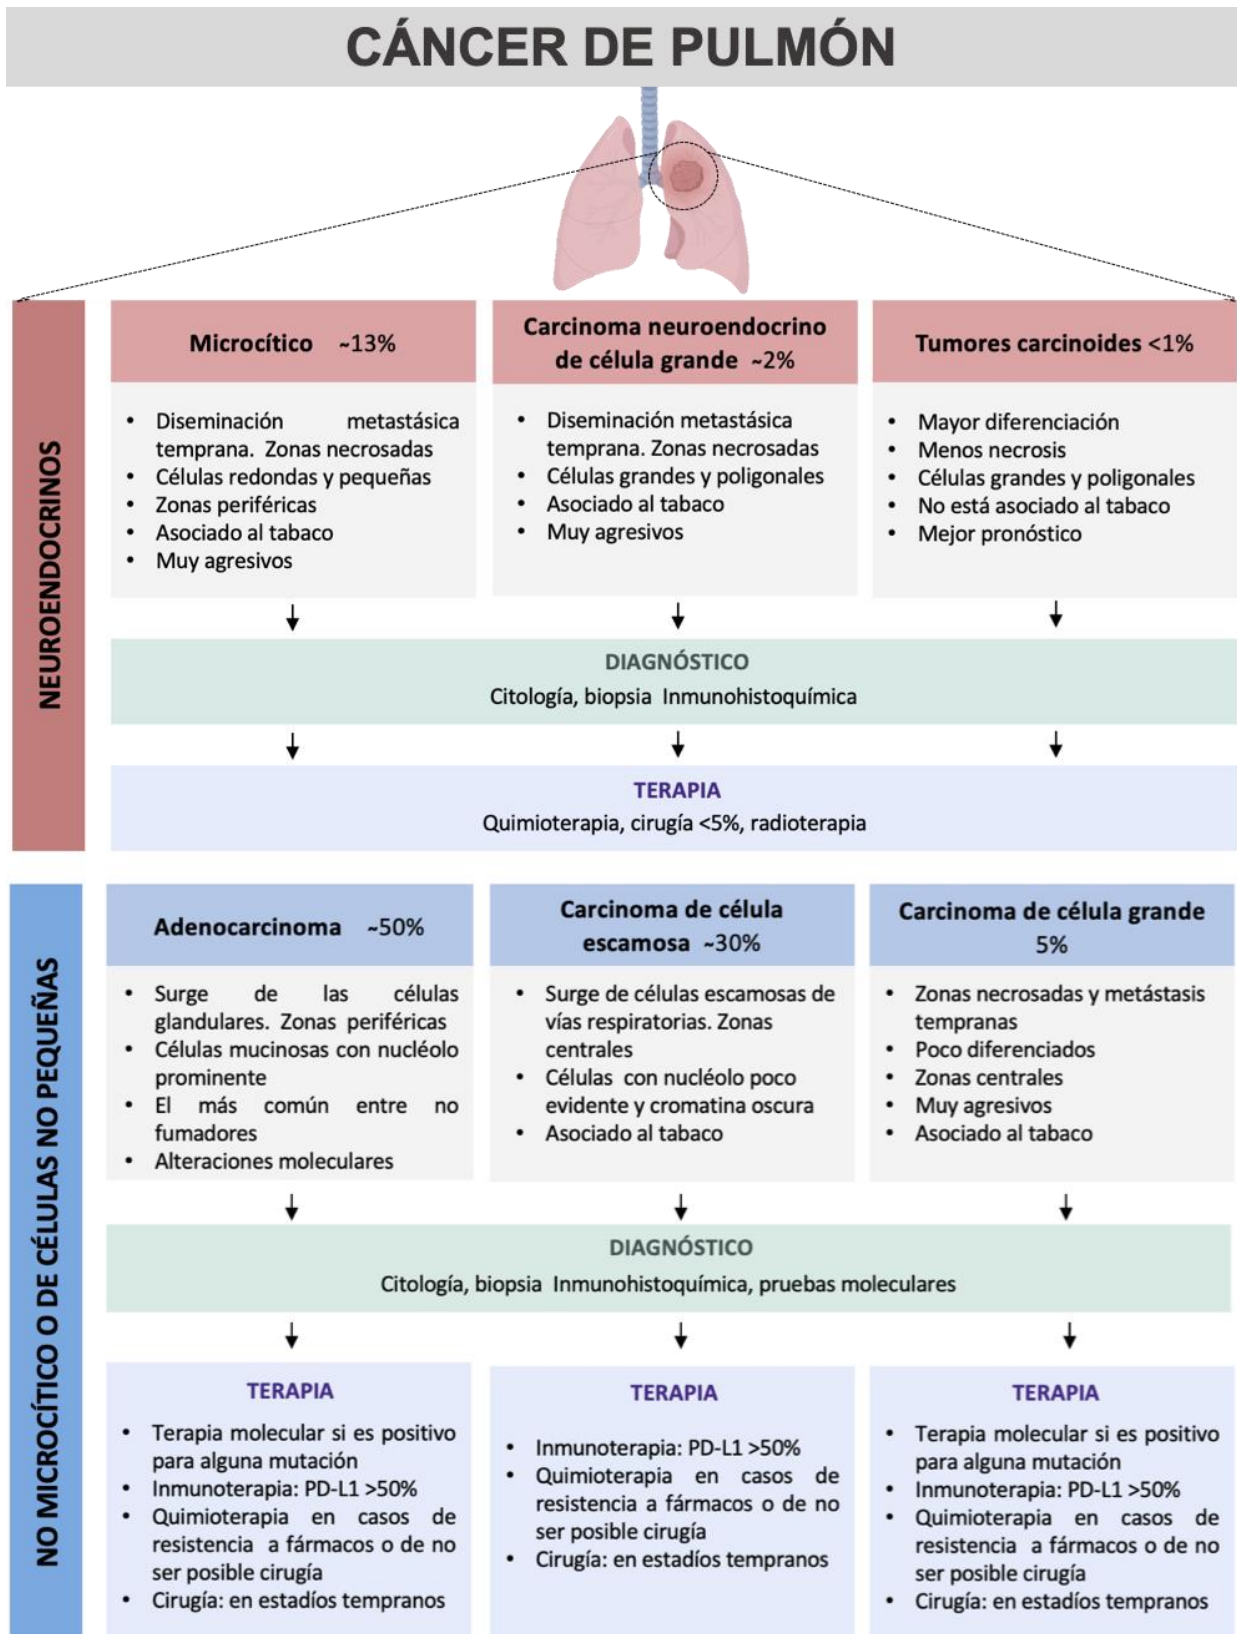 CÁNCER DE PULMÓN
NEUROENDOCRINOS
Microcítico ~13%
• Diseminación metastásica
temprana. Zonas necrosadas
• Células redondas y pequeñas
• Zonas periféricas
• Asociado al tabaco
• Muy agresivos
Carcinoma neuroendocrino
de célula grande ~2%
• Diseminación metastásica
temprana. Zonas necrosadas
• Células grandes y poligonales
• Asociado al tabaco
• Muy agresivos
Tumores carcinoides <1%
• Mayor diferenciación
• Menos necrosis
• Células grandes y poligonales
• No está asociado al tabaco
• Mejor pronóstico
DIAGNÓSTICO
Citología, biopsia Inmunohistoquímica
TERAPIA
Quimioterapia, cirugía <5%, radioterapia
NO MICROCÍTICO O DE CÉLULAS NO PEQUEÑAS
Adenocarcinoma ~50%
• Surge de las células
glandulares. Zonas periféricas
• Células mucinosas con nucléolo
prominente
• El más común entre no
fumadores
• Alteraciones moleculares
Carcinoma de célula
escamosa ~30%
• Surge de células escamosas de
vías respiratorias. Zonas
centrales
• Células con nucléolo poco
evidente y cromatina oscura
• Asociado al tabaco
Carcinoma de célula grande
5%
• Zonas necrosadas y metástasis
tempranas
• Poco diferenciados
• Zonas centrales
• Muy agresivos
• Asociado al tabaco
DIAGNÓSTICO
Citología, biopsia Inmunohistoquímica, pruebas moleculares
TERAPIA
• Terapia molecular si es positivo
para alguna mutación
• Inmunoterapia: PD-L1 >50%
• Quimioterapia en casos de
resistencia a fármacos o de no
ser posible cirugía
• Cirugía: en estadíos tempranos
TERAPIA
• Inmunoterapia: PD-L1 >50%
• Quimioterapia en casos de
resistencia a fármacos o de no
ser posible cirugía
• Cirugía: en estadíos tempranos
TERAPIA
• Terapia molecular si es positivo
para alguna mutación
• Inmunoterapia: PD-L1 >50%
• Quimioterapia en casos de
resistencia a fármacos o de no
ser posible cirugía
• Cirugía: en estadíos tempranos